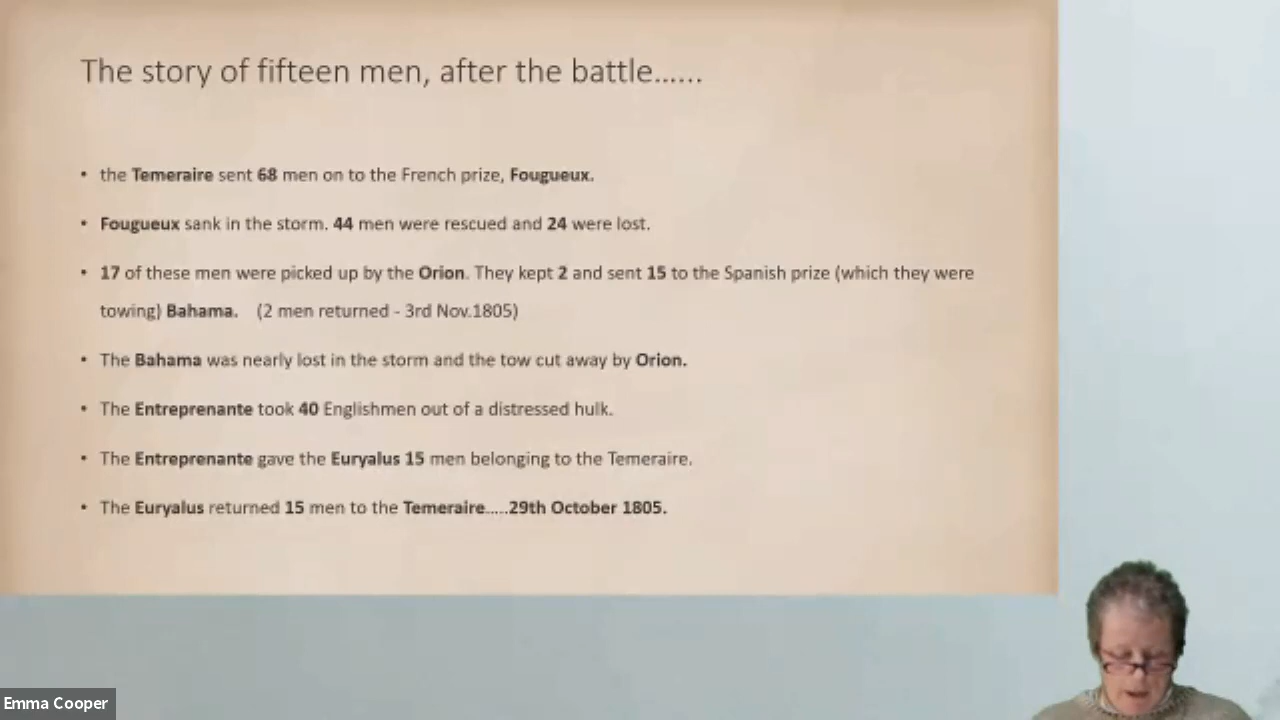 The story of fifteen men, after the battle......
• the Temeraire sent 68 men on to the French prize, Fougueux.
• Fougueux sank in the storm. 44 men were rescued and 24 were lost.
• 17 of these men were picked up by the Orion. They kept 2 and sent 15 to the Spanish prize (which they were
towing) Bahama. (2 men returned - 3rd Nov.1805)
• The Bahama was nearly lost in the storm and the tow cut away by Orion.
• The Entreprenante took 40 Englishmen out of a distressed hulk.
• The Entreprenante gave the Euryalus 15 men belonging to the Temeraire.
• The Euryalus returned 15 men to the Temeraire.....29th October 1805.
Emma Cooper